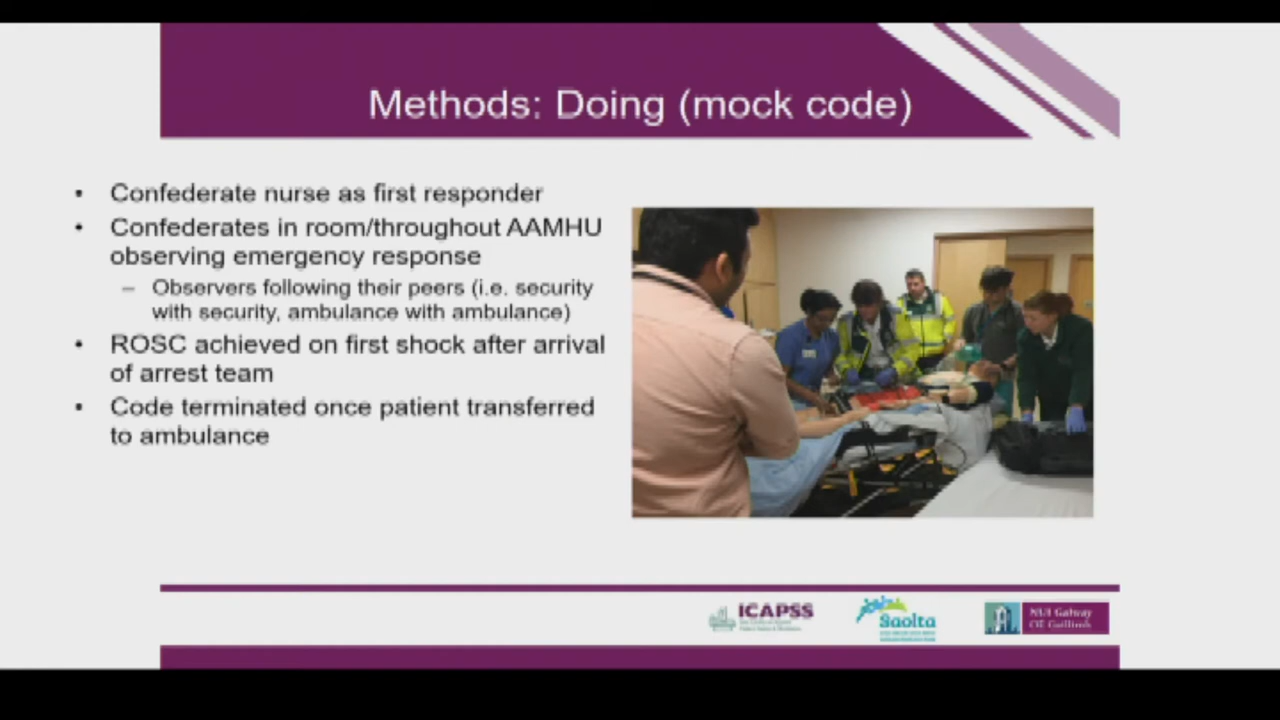 Methods: Doing (mock code)
• Confederate nurse as first responder
• Confederates in room/throughout AAMHU
observing emergency response
– Observers following their peers (i.e. security
with security, ambulance with ambulance)
• ROSC achieved on first shock after arrival
of arrest team
• Code terminated once patient transferred
to ambulance
ICAPSS
Saolta
NUI Galway
OÉ Gaillimh